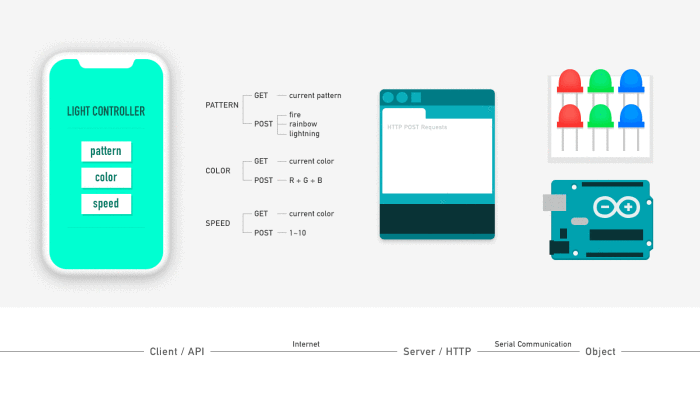 LIGHT CONTROLLER
pattern
color
speed
PATTERN
GET
current pattern
POST
fire
rainbow
lightning
COLOR
GET
current color
POST
R + G + B
SPEED
GET
current color
POST
1~10
HTTP POST Requests
Client / API
Internet
Server / HTTP
Serial Communication
Object